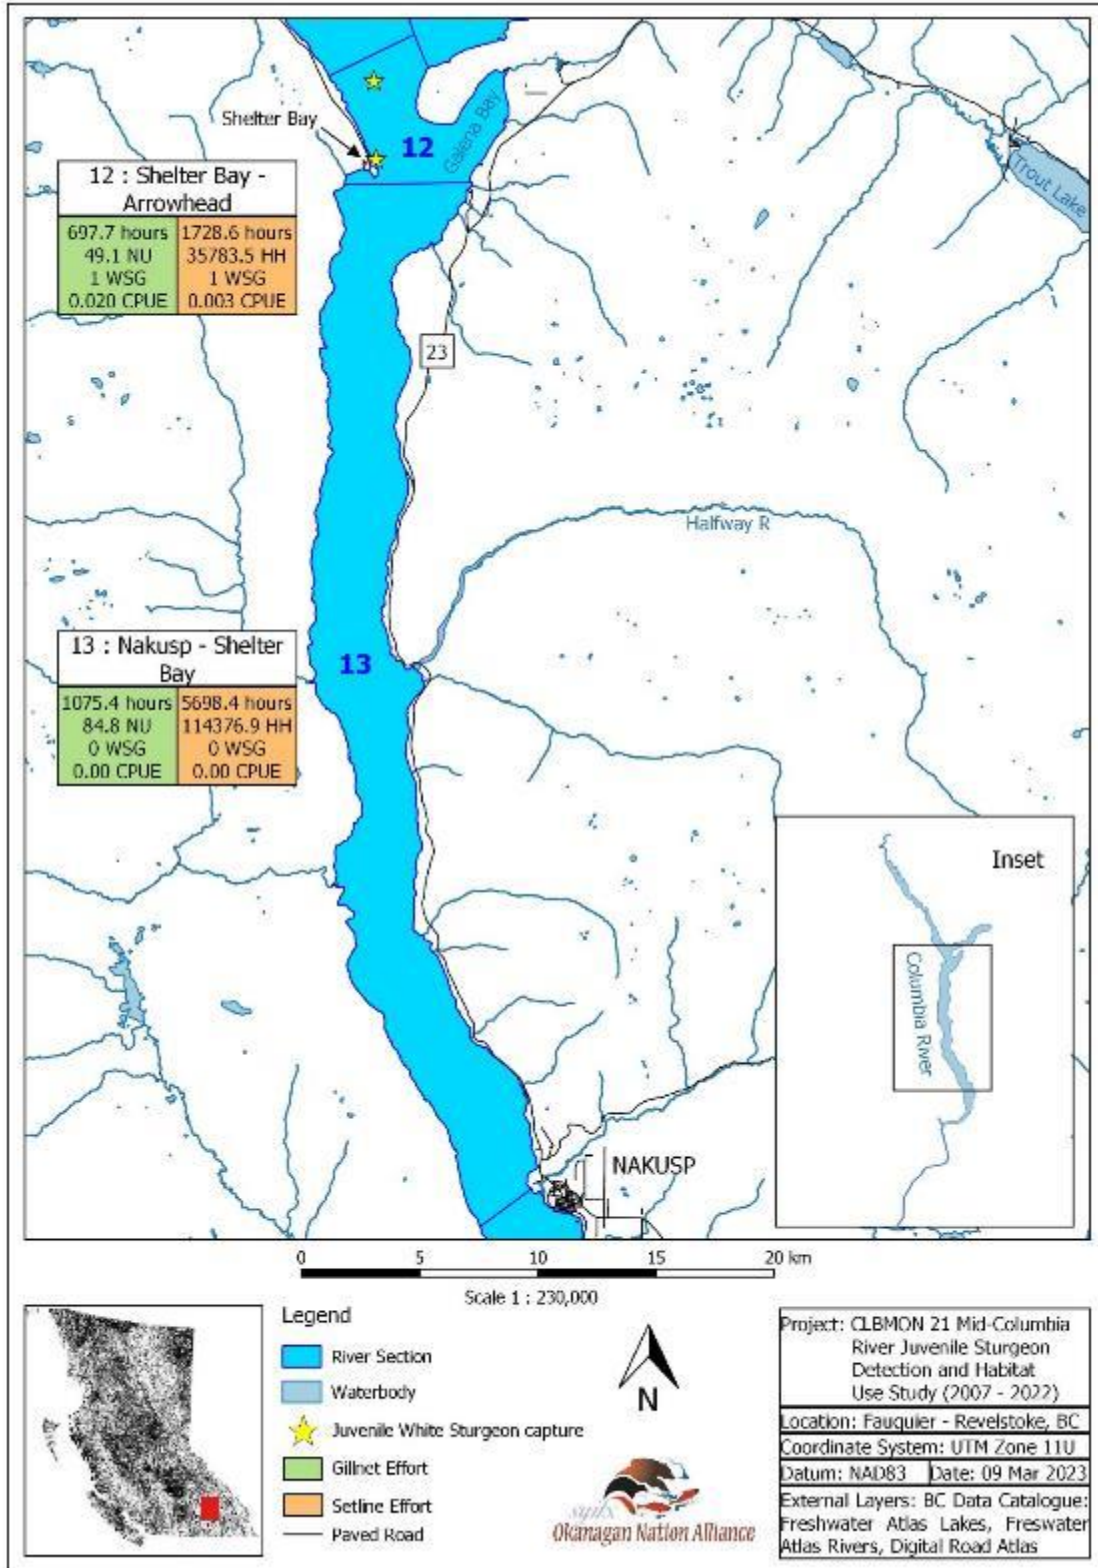 Shelter Bay
12
Galena Bay
Trout Lake
12 : Shelter Bay -
Arrowhead
697.7 hours
49.1 NU
1 WSG
0.020 CPUE
1728.6 hours
35783.5 HH
1 WSG
0.003 CPUE
23
Halfway R
13
13 : Nakusp - Shelter
Bay
1075.4 hours
84.8 NU
0 WSG
0.00 CPUE
5698.4 hours
114376.9 HH
0 WSG
0.00 CPUE
Inset
Columbia River
NAKUSP
0 5 10 15 20 km
Scale 1 : 230,000
Legend
River Section
Waterbody
Juvenile White Sturgeon capture
Gillnet Effort
Setline Effort
Paved Road
N
Okanagan Nation Alliance
Project: CLBMON 21 Mid-Columbia
River Juvenile Sturgeon
Detection and Habitat
Use Study (2007 - 2022)
Location: Fauquier - Revelstoke, BC
Coordinate System: UTM Zone 11U
Datum: NAD83 Date: 09 Mar 2023
External Layers: BC Data Catalogue:
Freshwater Atlas Lakes, Freswater
Atlas Rivers, Digital Road Atlas